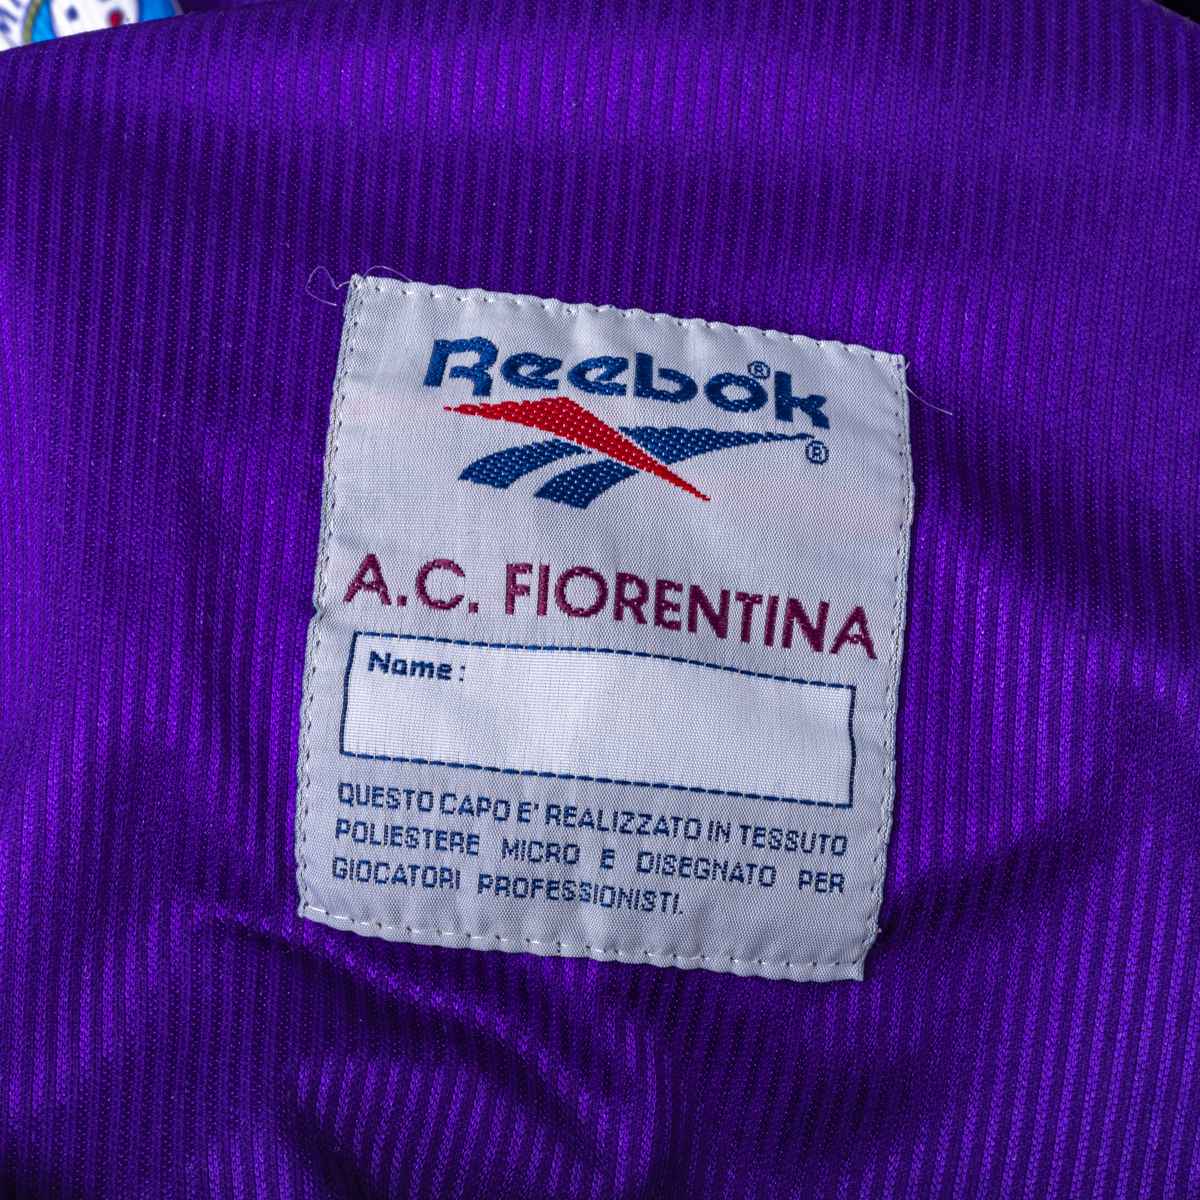 Reebok®
®
A.C. FIORENTINA
Name:
QUESTO CAPO E' REALIZZATO IN TESSUTO
POLIESTERE MICRO E DISEGNATO PER
GIOCATORI PROFESSIONISTI.